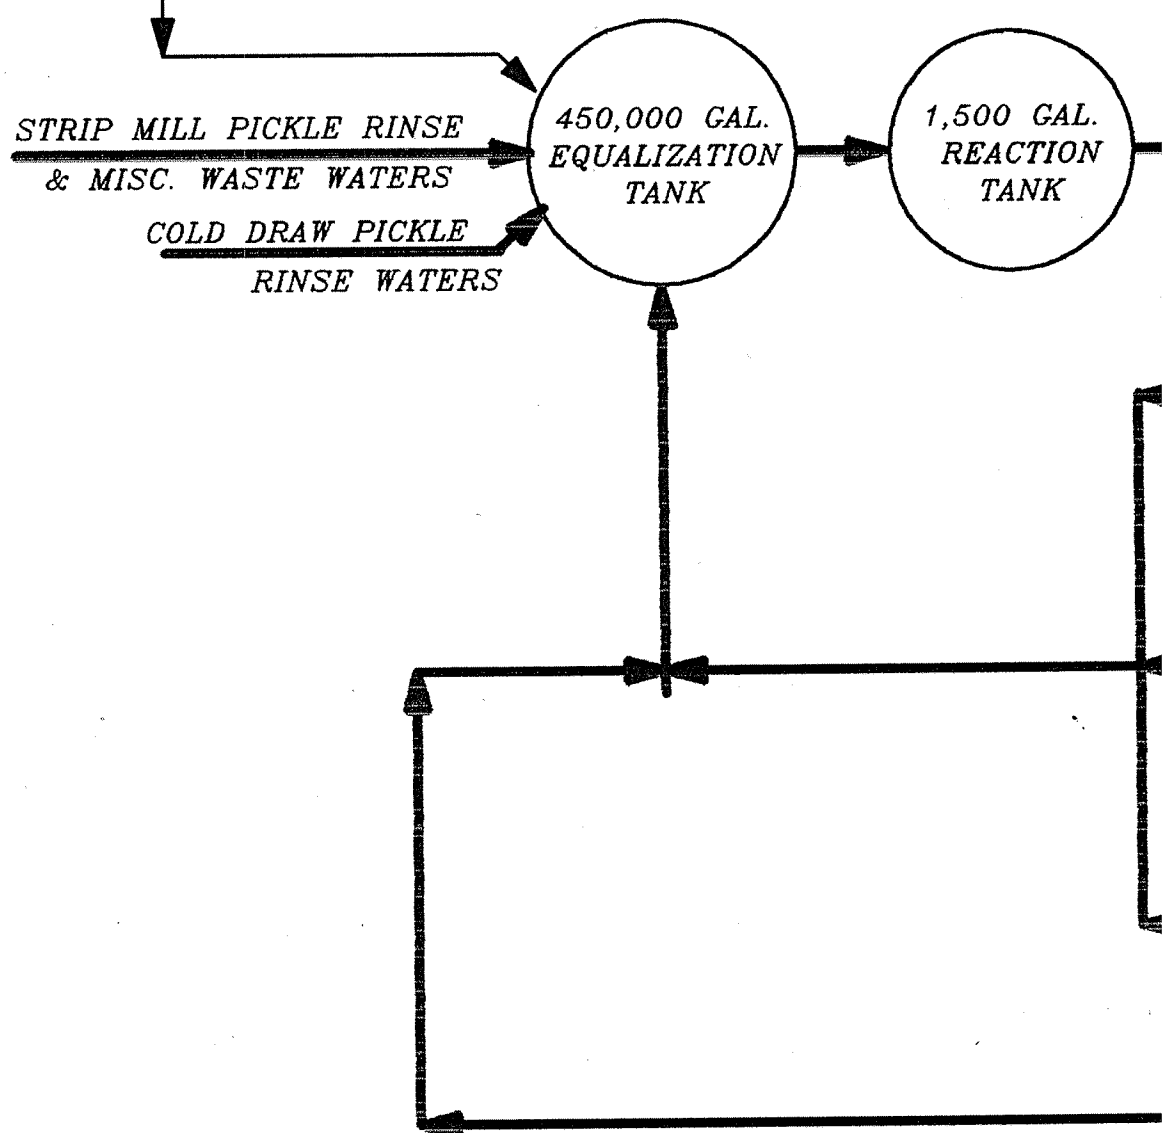 STRIP MILL PICKLE RINSE
& MISC. WASTE WATERS
COLD DRAW PICKLE
RINSE WATERS
450,000 GAL.
EQUALIZATION
TANK
1,500 GAL.
REACTION
TANK